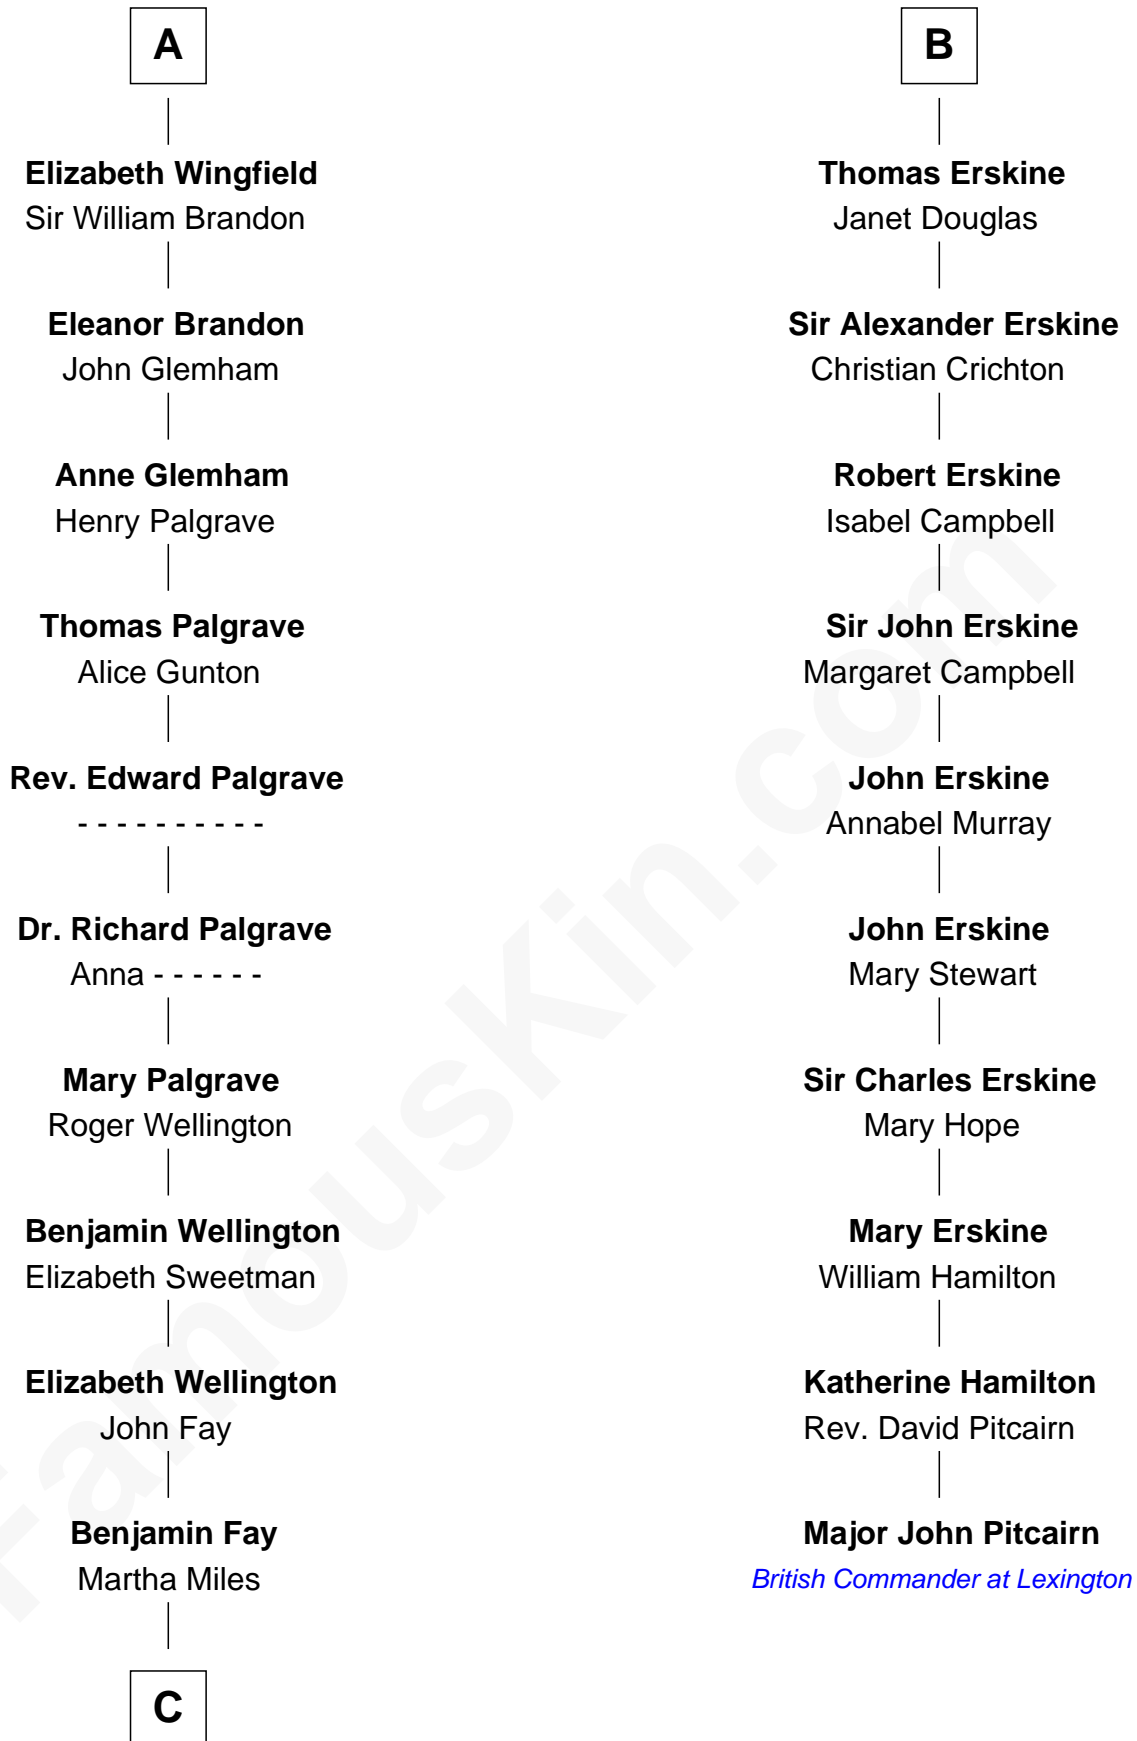 A
Elizabeth Wingfield
Sir William Brandon
Eleanor Brandon
John Glemham
Anne Glemham
Henry Palgrave
Thomas Palgrave
Alice Gunton
Rev. Edward Palgrave
- - - - - - - - - -
Dr. Richard Palgrave
Anna - - - - - -
Mary Palgrave
Roger Wellington
Benjamin Wellington
Elizabeth Sweetman
Elizabeth Wellington
John Fay
Benjamin Fay
Martha Miles
C
B
Thomas Erskine
Janet Douglas
Sir Alexander Erskine
Christian Crichton
Robert Erskine
Isabel Campbell
Sir John Erskine
Margaret Campbell
John Erskine
Annabel Murray
John Erskine
Mary Stewart
Sir Charles Erskine
Mary Hope
Mary Erskine
William Hamilton
Katherine Hamilton
Rev. David Pitcairn
Major John Pitcairn
British Commander at Lexington
FamousKin.com